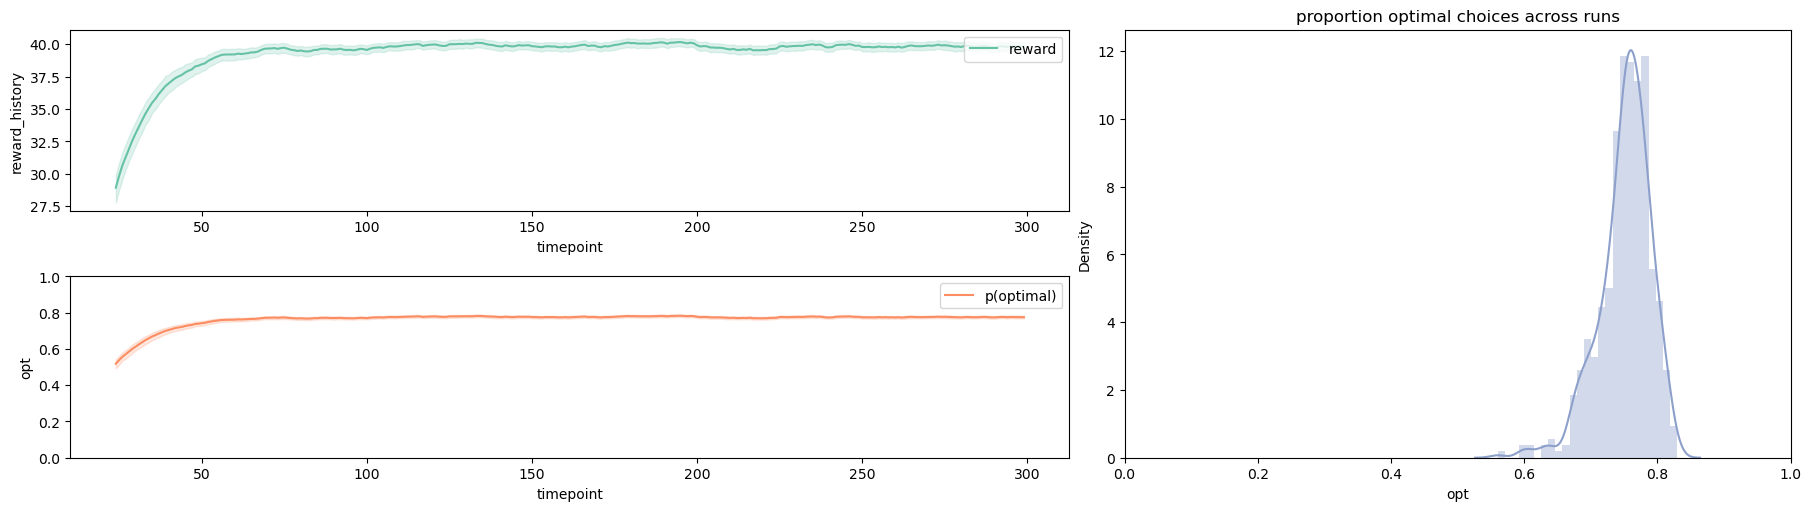 40.0
37.5
35.0
32.5
30.0
27.5
reward_history
reward
50 100 150 200 250 300
timepoint
1.0
0.8
0.6
0.4
0.2
0.0
opt
p(optimal)
50 100 150 200 250 300
timepoint
proportion optimal choices across runs
12
10
8
6
4
2
0
Density
0.0 0.2 0.4 0.6 0.8 1.0
opt